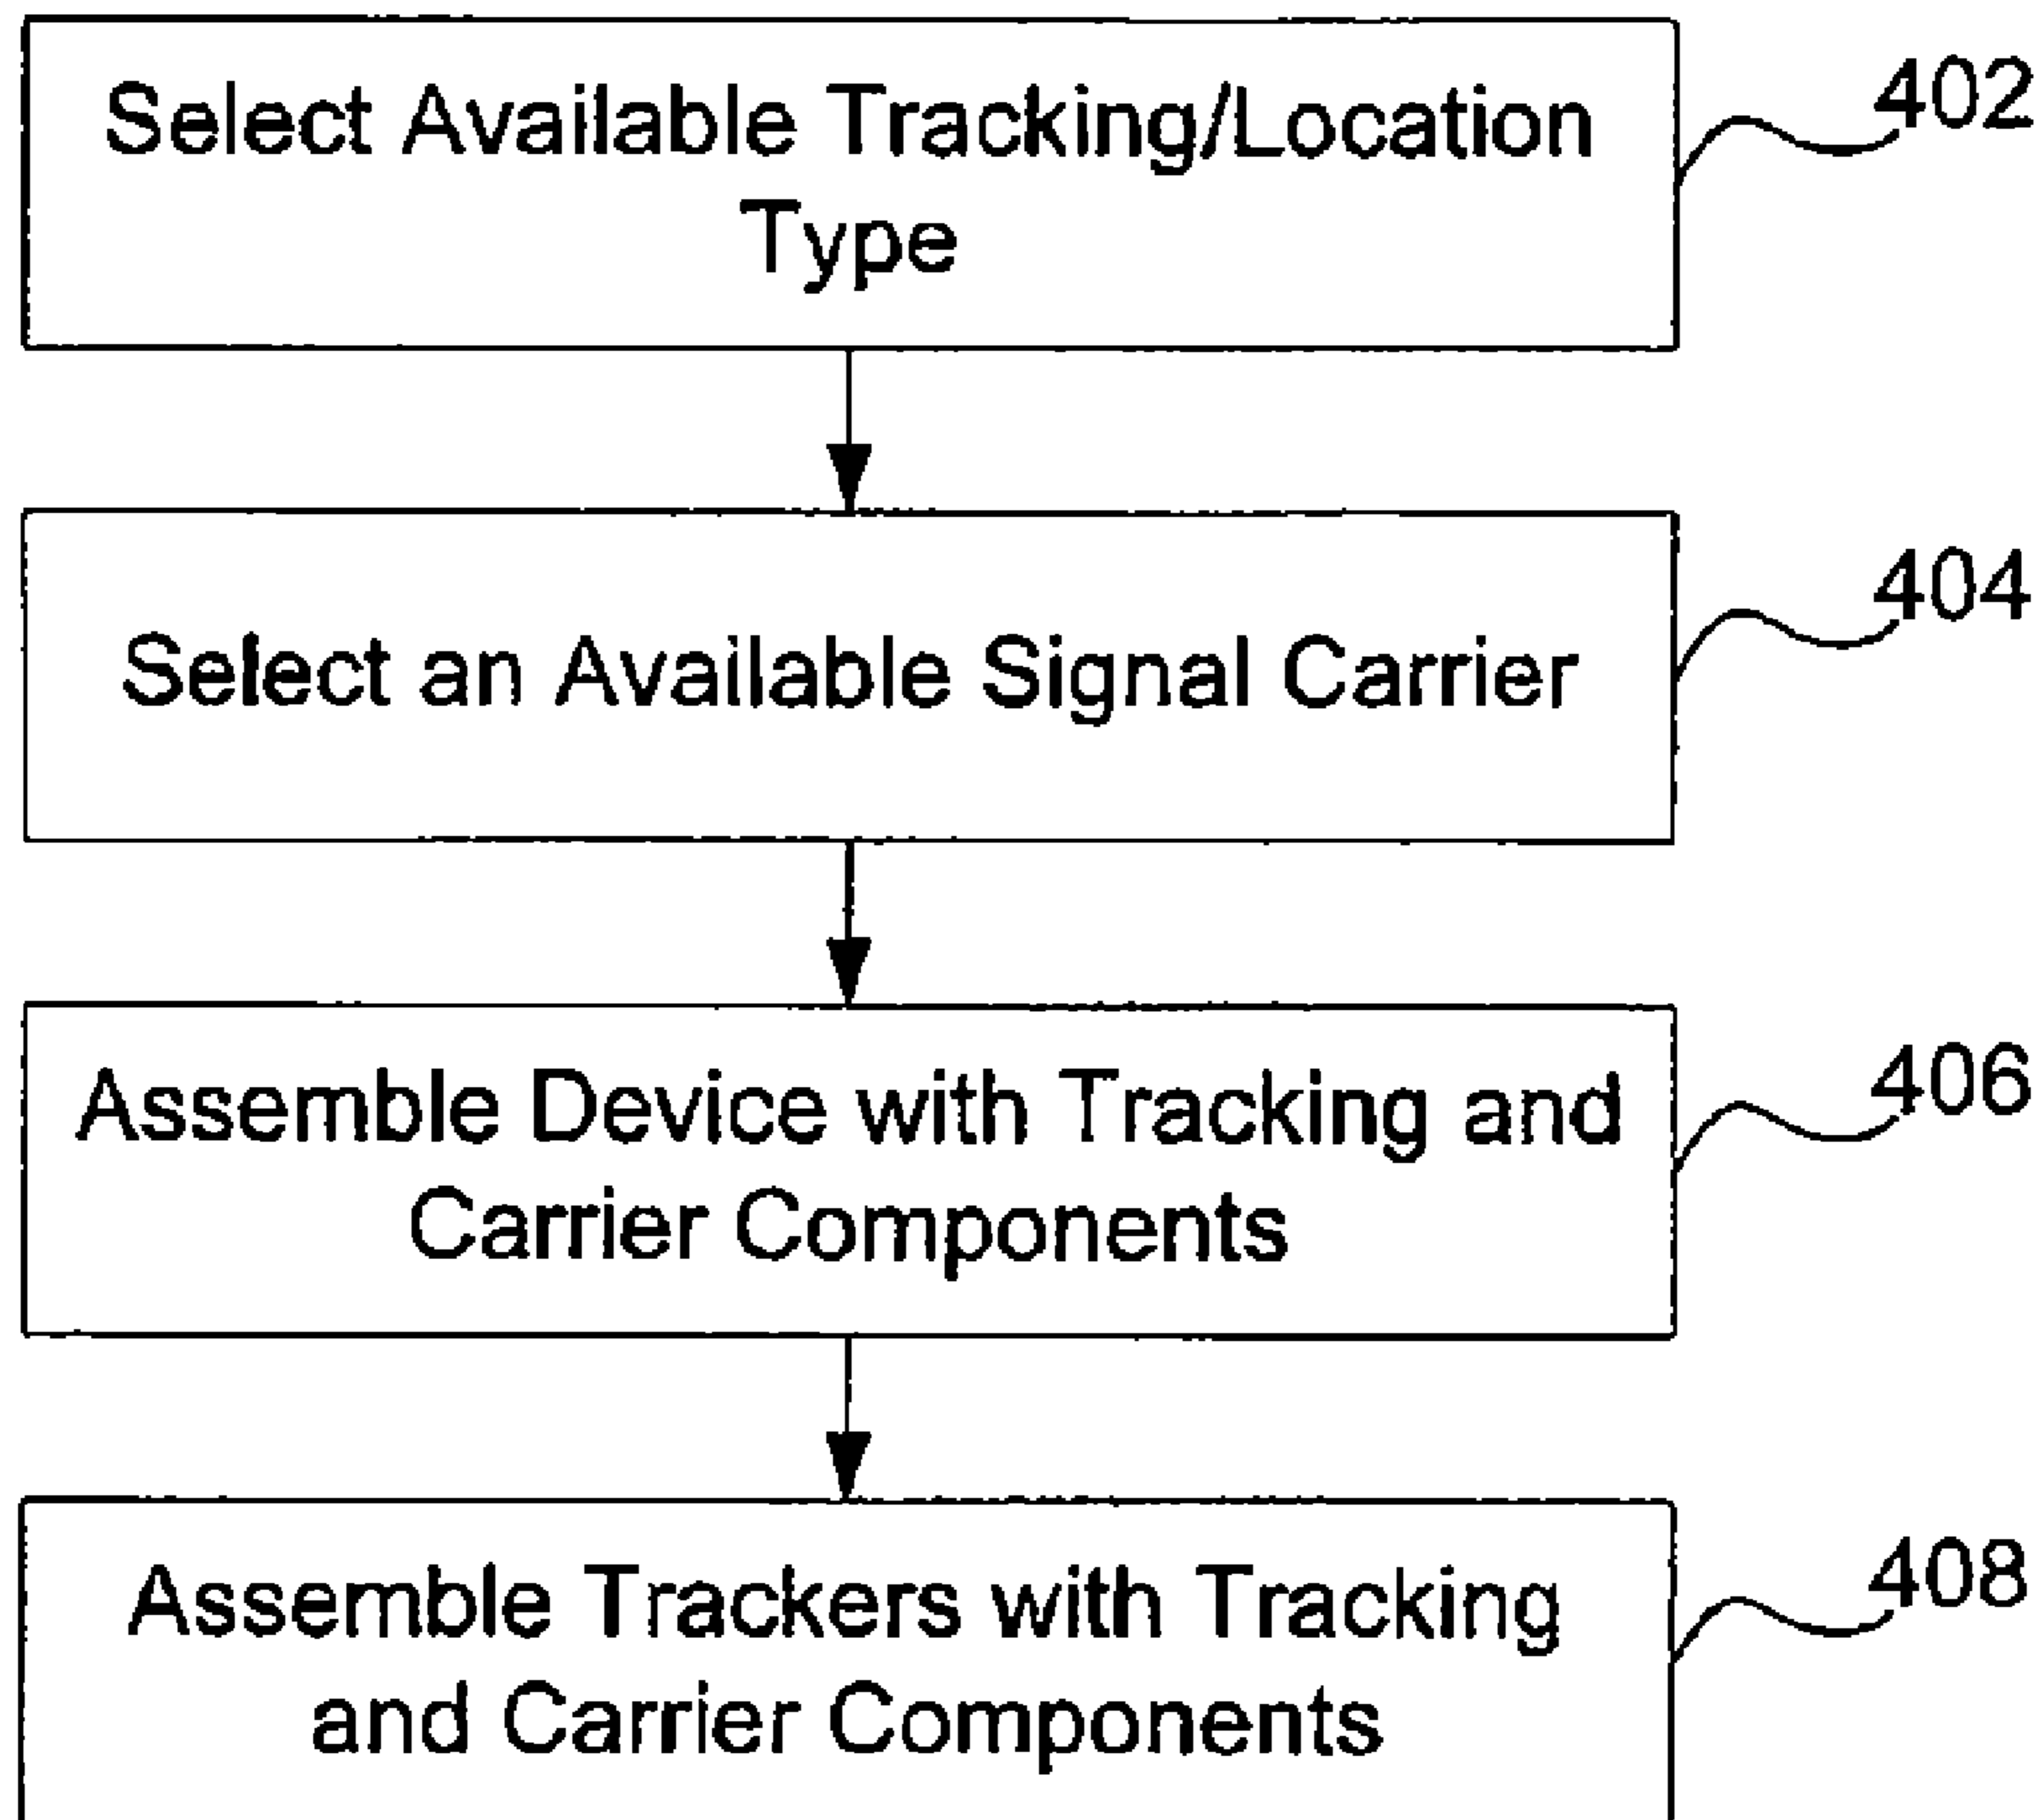 Select Available Tracking/Location
Type
402
Select an Available Signal Carrier
404
Assemble Device with Tracking and
Carrier Components
406
Assemble Trackers with Tracking
and Carrier Components
408